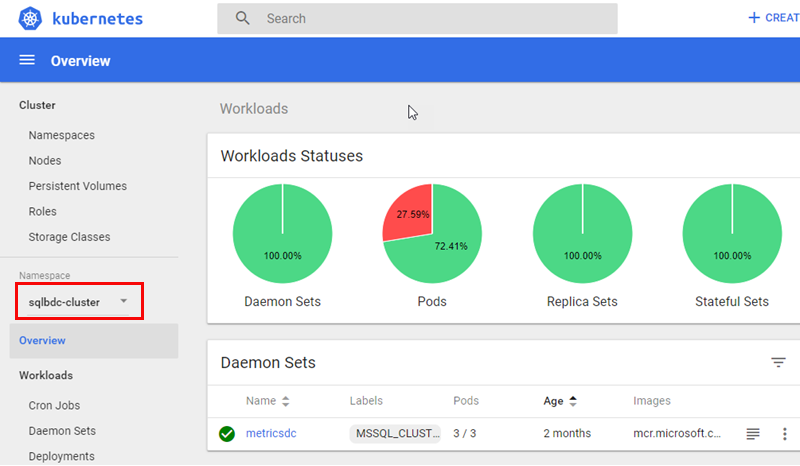 kubernetes
Search
+ CREAT
Overview
Cluster
Namespaces
Nodes
Persistent Volumes
Roles
Storage Classes
Namespace
sqlbdc-cluster
Overview
Workloads
Cron Jobs
Daemon Sets
Deployments
Workloads
Workloads Statuses
100.00%
27.59%
72.41%
100.00%
100.00%
Daemon Sets
Pods
Replica Sets
Stateful Sets
Daemon Sets
Name Labels Pods Age Images
metricsdc MSSQL_CLUST... 3 / 3 2 months mcr.microsoft.c...